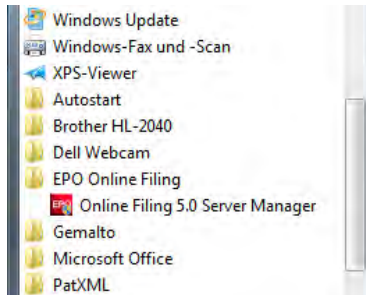 Windows Update
Windows-Fax und -Scan
XPS-Viewer
Autostart
Brother HL-2040
Dell Webcam
EPO Online Filing
EPO Online Filing 5.0 Server Manager
Gemalto
Microsoft Office
PatXML